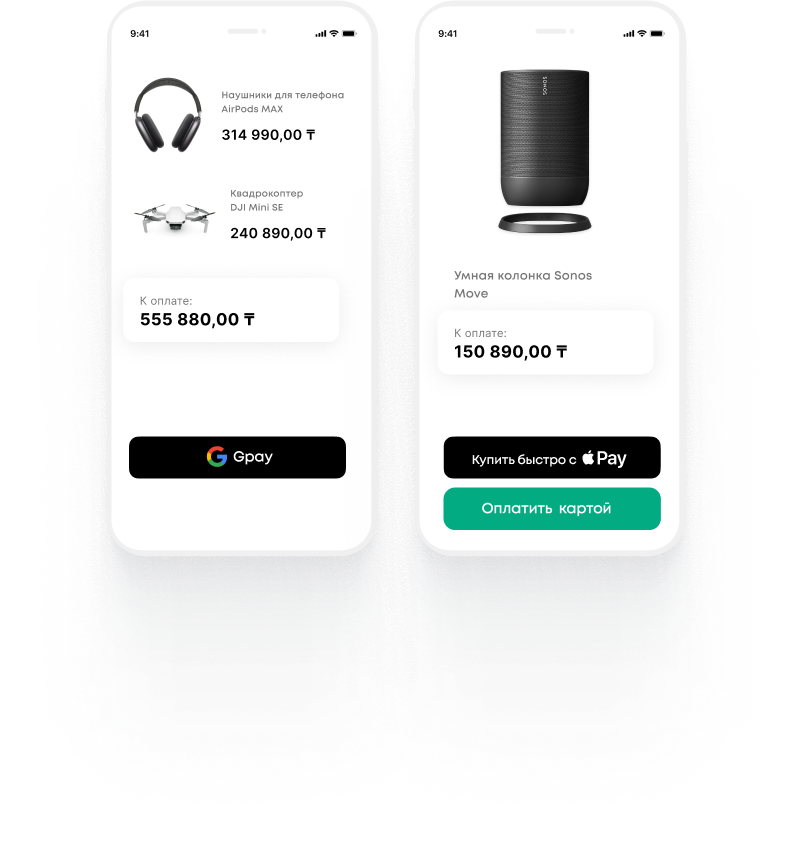 9:41
Наушники для телефона
AirPods MAX
314 990,00 ₸
Квадрокоптер
DJI Mini SE
240 890,00 ₸
К оплате:
555 880,00 ₸
Gpay
9:41
SONOS
Умная колонка Sonos
Move
К оплате:
150 890,00 ₸
Купить быстро с Pay
Оплатить картой